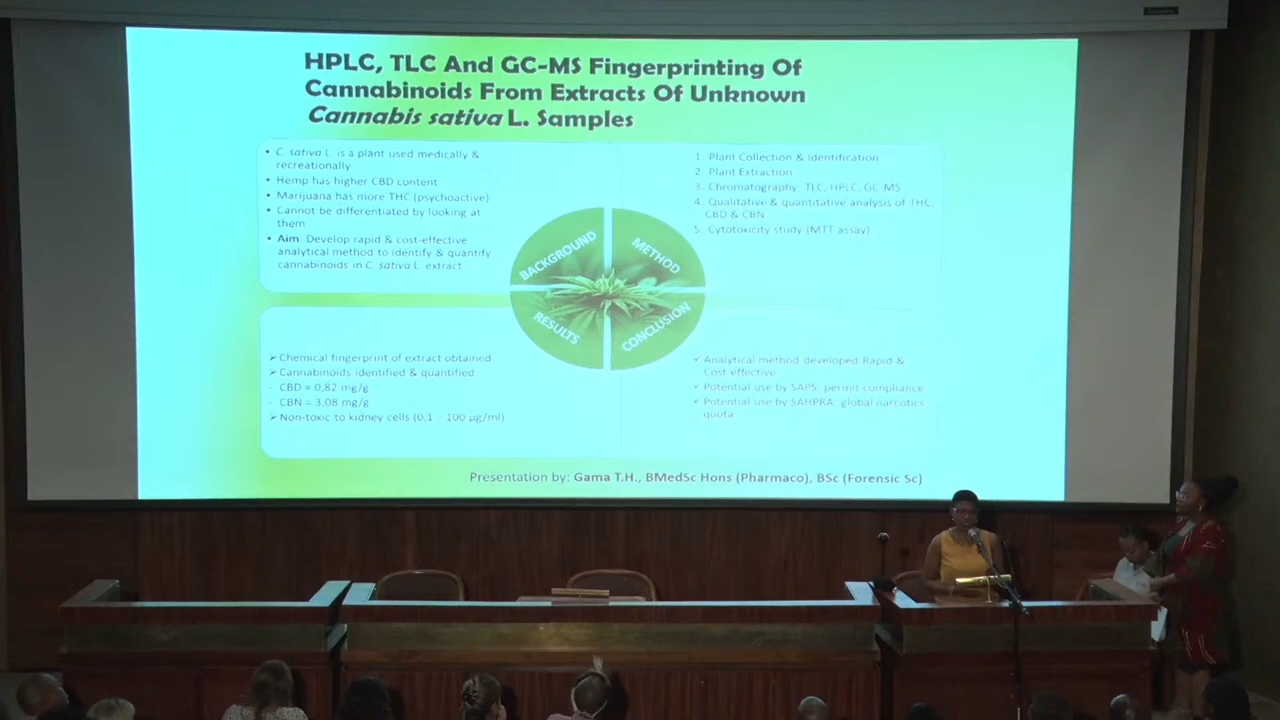 HPLC, TLC And GC-MS Fingerprinting Of
Cannabinoids From Extracts Of Unknown
Cannabis sativa L. Samples
• C. sativa L. is a plant used medically &
recreationally
• Hemp has higher CBD content
• Marijuana has more THC (psychoactive)
• Cannot be differentiated by looking at
them
• Aim: Develop rapid & cost-effective
analytical method to identify & quantify
cannabinoids in C. sativa L. extract
1. Plant Collection & Identification
2. Plant Extraction
3. Chromatography: TLC, HPLC, GC-MS
4. Qualitative & quantitative analysis of THC,
CBD & CBN
5. Cytotoxicity study (MTT assay)
BACKGROUND
METHOD
RESULTS
CONCLUSION
➢ Chemical fingerprint of extract obtained
➢ Cannabinoids identified & quantified:
- CBD = 0,82 mg/g
- CBN = 3,08 mg/g
➢ Non-toxic to kidney cells (0,1 – 100 µg/ml)
✓ Analytical method developed Rapid &
Cost effective
✓ Potential use by SAPS: permit compliance
✓ Potential use by SAHPRA: global narcotics
quota
Presentation by: Gama T.H., BMedSc Hons (Pharmaco), BSc (Forensic Sc)